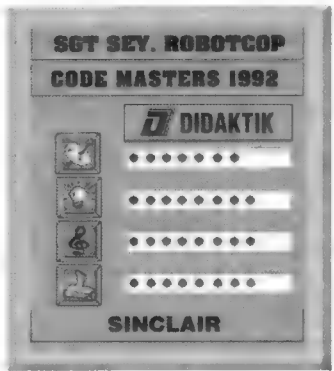 SGT SEY. ROBOTCOP
CODE MASTERS 1992
D DIDAKTIK
SINCLAIR